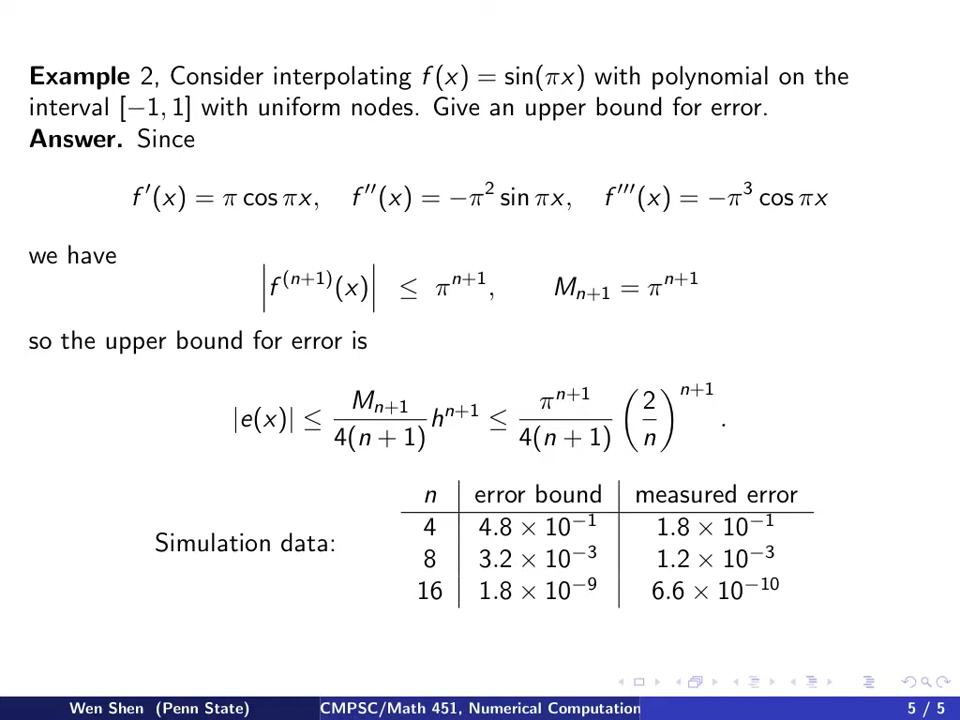 Example 2, Consider interpolating f(x) = sin(πx) with polynomial on the
interval [−1, 1] with uniform nodes. Give an upper bound for error.
Answer. Since
f′(x) = π cos πx, f′′(x) = −π² sin πx, f′′′(x) = −π³ cos πx
we have
|f^(n+1)(x)| ≤ π^{n+1}, M_{n+1} = π^{n+1}
so the upper bound for error is
|e(x)| ≤ \frac{M_{n+1}}{4(n+1)} h^{n+1} ≤ \frac{π^{n+1}}{4(n+1)} \left(\frac{2}{n}\right)^{n+1}.
Simulation data:
n error bound measured error
4 4.8 × 10⁻¹ 1.8 × 10⁻¹
8 3.2 × 10⁻³ 1.2 × 10⁻³
16 1.8 × 10⁻⁹ 6.6 × 10⁻¹⁰
Wen Shen (Penn State) CMPSC/Math 451, Numerical Computation 5 / 5